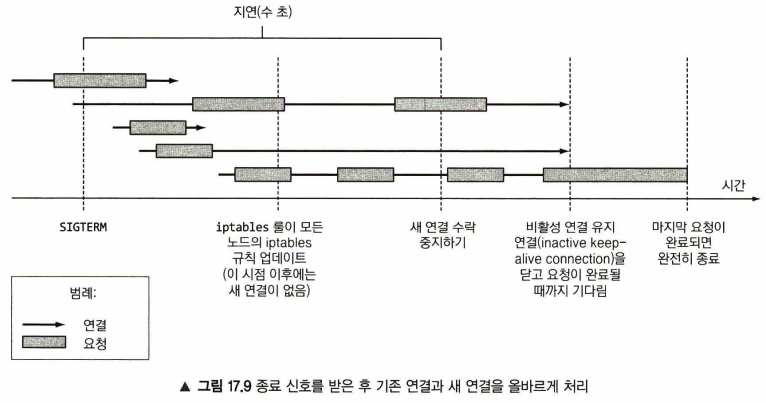 지연(수 초)
시간
SIGTERM
iptables 룰이 모든
노드의 iptables
규칙 업데이트
(이 시점 이후에는
새 연결이 없음)
새 연결 수락
중지하기
비활성 연결 유지
연결(inactive keep-
alive connection)을
닫고 요청이 완료될
때까지 기다림
마지막 요청이
완료되면
완전히 종료
범례:
연결
요청
▲ 그림 17.9 종료 신호를 받은 후 기존 연결과 새 연결을 올바르게 처리